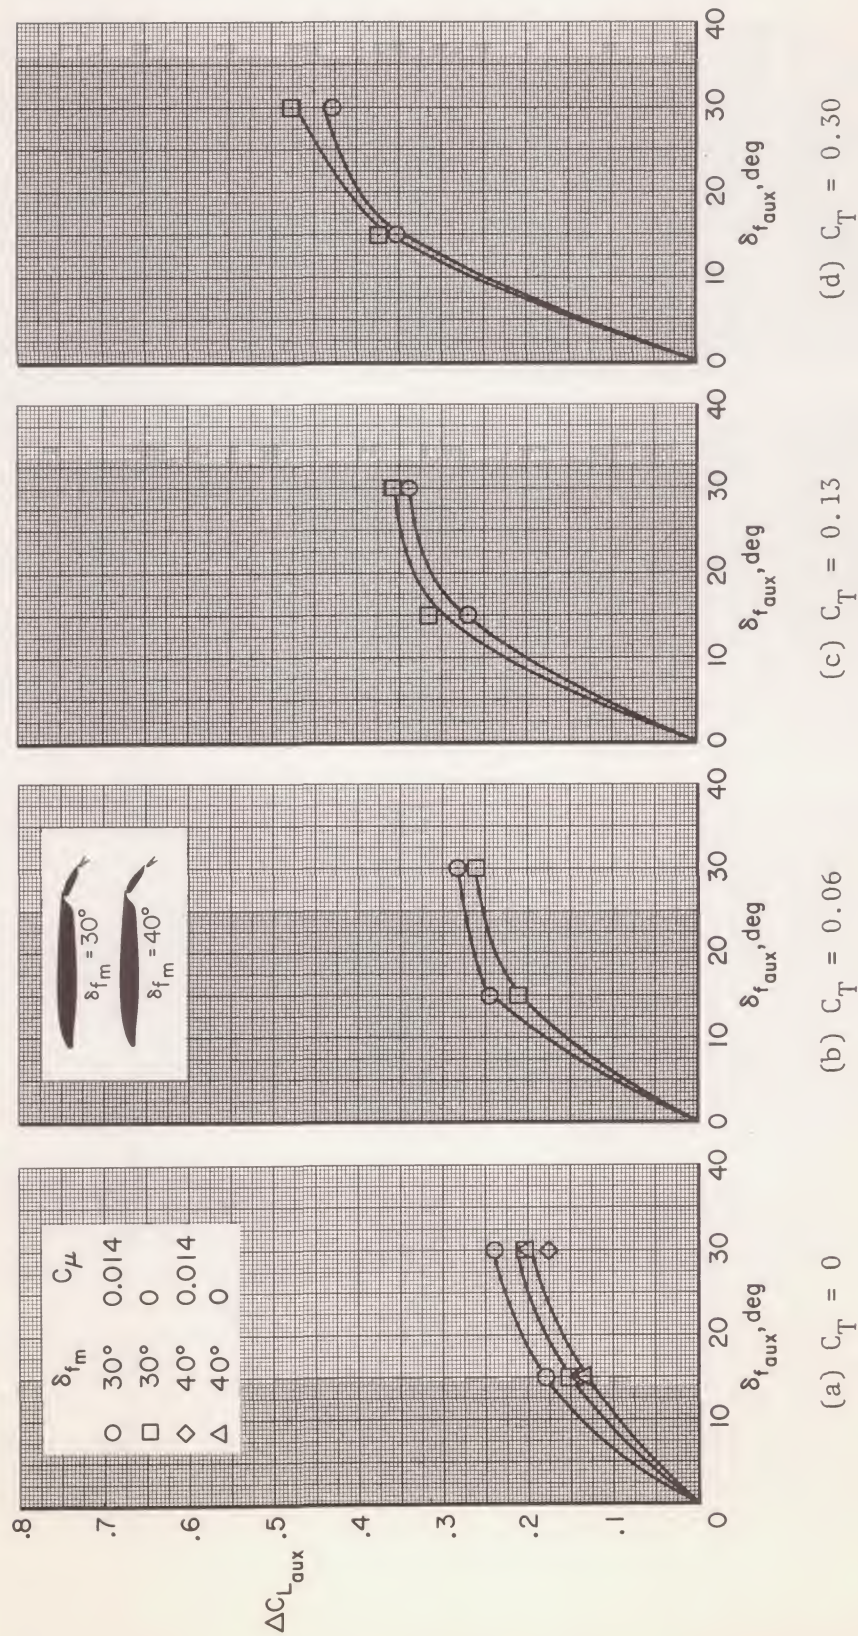 ΔC_L_aux
.8
.7
.6
.5
.4
.3
.2
.1
0 10 20 30 40
δ_f_aux, deg
δ_f_m C_μ
○ 30° 0.014
□ 30° 0
◇ 40° 0.014
△ 40° 0
(a) C_T = 0
δ_f_m = 30°
δ_f_m = 40°
0 10 20 30 40
δ_f_aux, deg
(b) C_T = 0.06
0 10 20 30 40
δ_f_aux, deg
(c) C_T = 0.13
0 10 20 30 40
δ_f_aux, deg
(d) C_T = 0.30